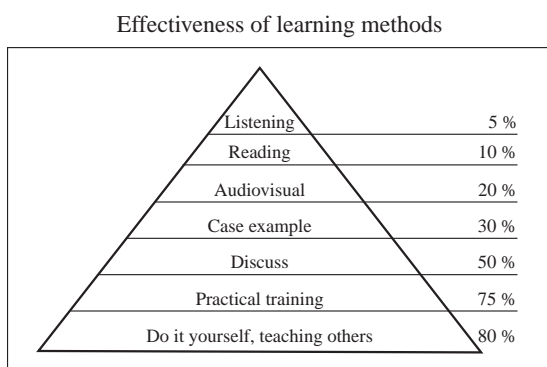 Effectiveness of learning methods
Listening 5 %
Reading 10 %
Audiovisual 20 %
Case example 30 %
Discuss 50 %
Practical training 75 %
Do it yourself, teaching others 80 %